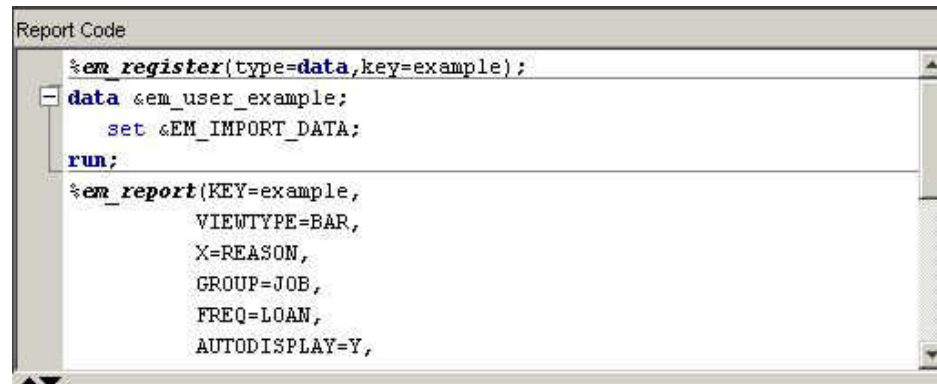 Report Code
%em_register(type=data,key=example);
data &em_user_example;
set &EM_IMPORT_DATA;
run;
%em_report(KEY=example,
VIEWTYPE=BAR,
X=REASON,
GROUP=JOB,
FREQ=LOAN,
AUTODISPLAY=Y,